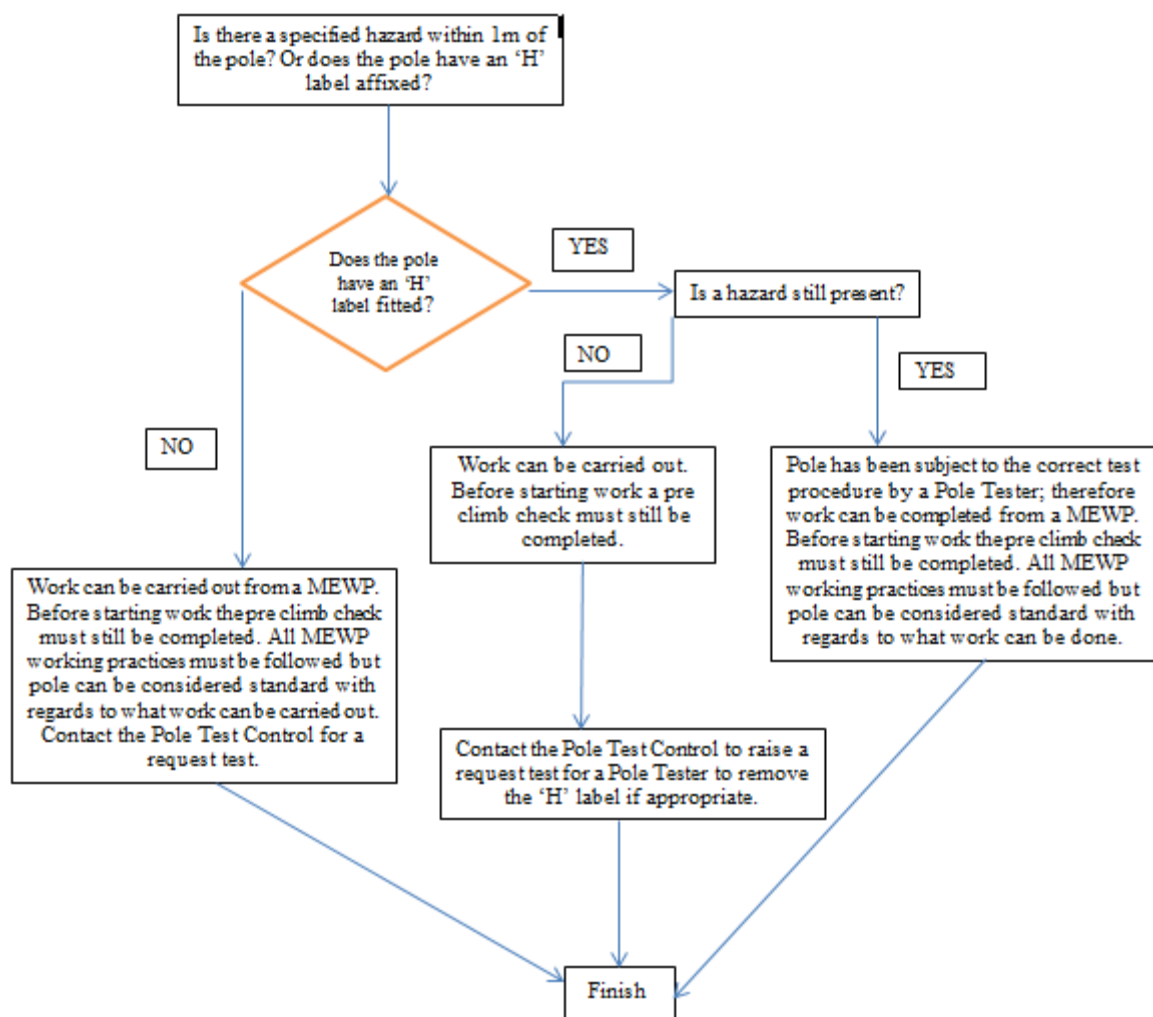 Is there a specified hazard within 1m of
the pole? Or does the pole have an ‘H’
label affixed?
Does the pole
have an ‘H’
label fitted?
YES
Is a hazard still present?
NO
YES
NO
Work can be carried out.
Before starting work a pre
climb check must still be
completed.
Pole has been subject to the correct test
procedure by a Pole Tester; therefore
work can be completed from a MEWP.
Before starting work the pre climb check
must still be completed. All MEWP
working practices must be followed but
pole can be considered standard with
regards to what work can be done.
Work can be carried out from a MEWP.
Before starting work the pre climb check
must still be completed. All MEWP
working practices must be followed but
pole can be considered standard with
regards to what work can be carried out.
Contact the Pole Test Control for a
request test.
Contact the Pole Test Control to raise a
request test for a Pole Tester to remove
the ‘H’ label if appropriate.
Finish